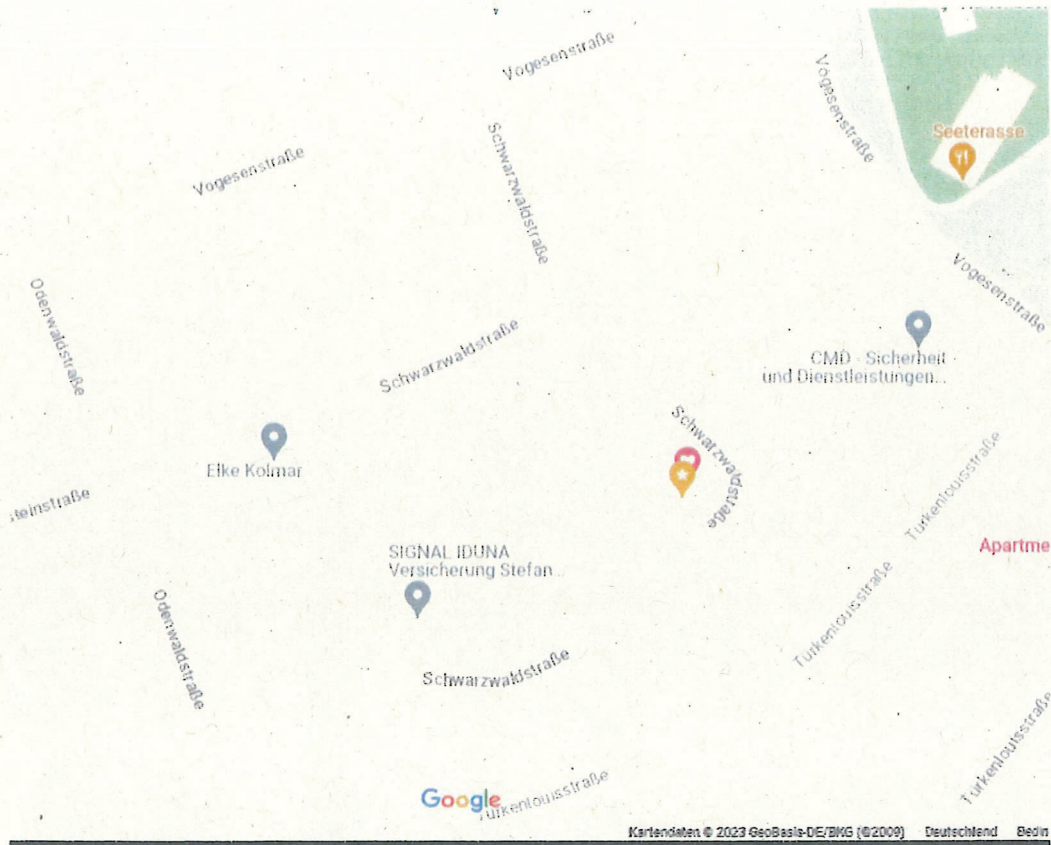 Vogesenstraße
Vogesenstraße
Vogesenstraße
Schwarzwaldstraße
Seeterasse
Vogesenstraße
Odenwaldstraße
Schwarzwaldstraße
CMD - Sicherheit -
und Dienstleistungen...
Schwarzwaldstraße
Elke Kolmar
Turkenlouisstraße
teinstraße
SIGNAL IDUNA
Versicherung Stefan...
Apartme
Turkenlouisstraße
Odenwaldstraße
Schwarzwaldstraße
Turkenlouisstraße
Google
Turkenlouisstraße
Kartendaten © 2023 GeoBasis-DE/BKG (©2009) Deutschland Bedin